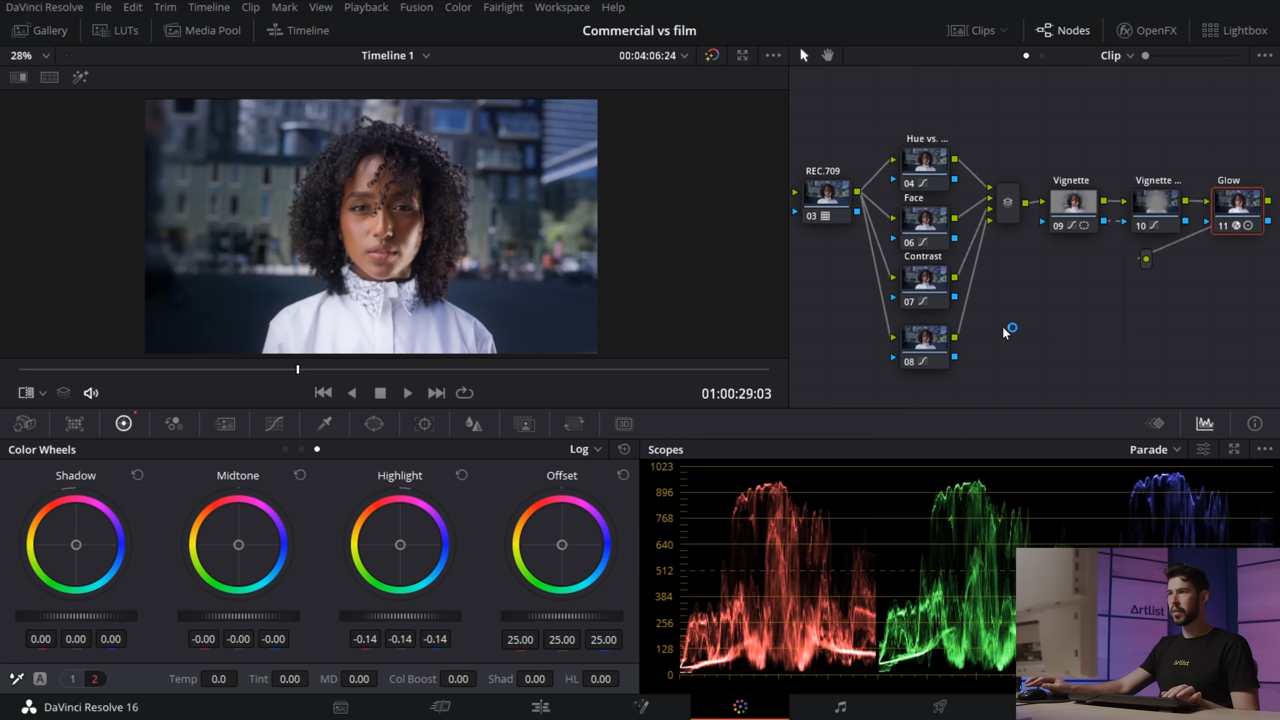 DaVinci Resolve File Edit Trim Timeline Clip Mark View Playback Fusion Color Fairlight Workspace Help
Gallery LUTs Media Pool Timeline Commercial vs film Clips Nodes OpenFX Lightbox
28% Timeline 1 00:04:06:24 Clip
Hue vs. ...
04
REC.709
03
Face
06
Contrast
07
08
Vignette
09
Vignette ...
10
Glow
11
01:00:29:03
3D
Color Wheels Log
Scopes Parade
Shadow Midtone Highlight Offset
0.00 0.00 0.00 -0.00 -0.00 -0.00 -0.14 -0.14 -0.14 25.00 25.00 25.00
A 1 2 Temp 0.0 Tint 0.00 MD 0.00 Col Boost 0.00 Shad 0.00 HL 0.00
1023
896
768
640
512
384
256
128
0
Artlist
Artlist
DaVinci Resolve 16